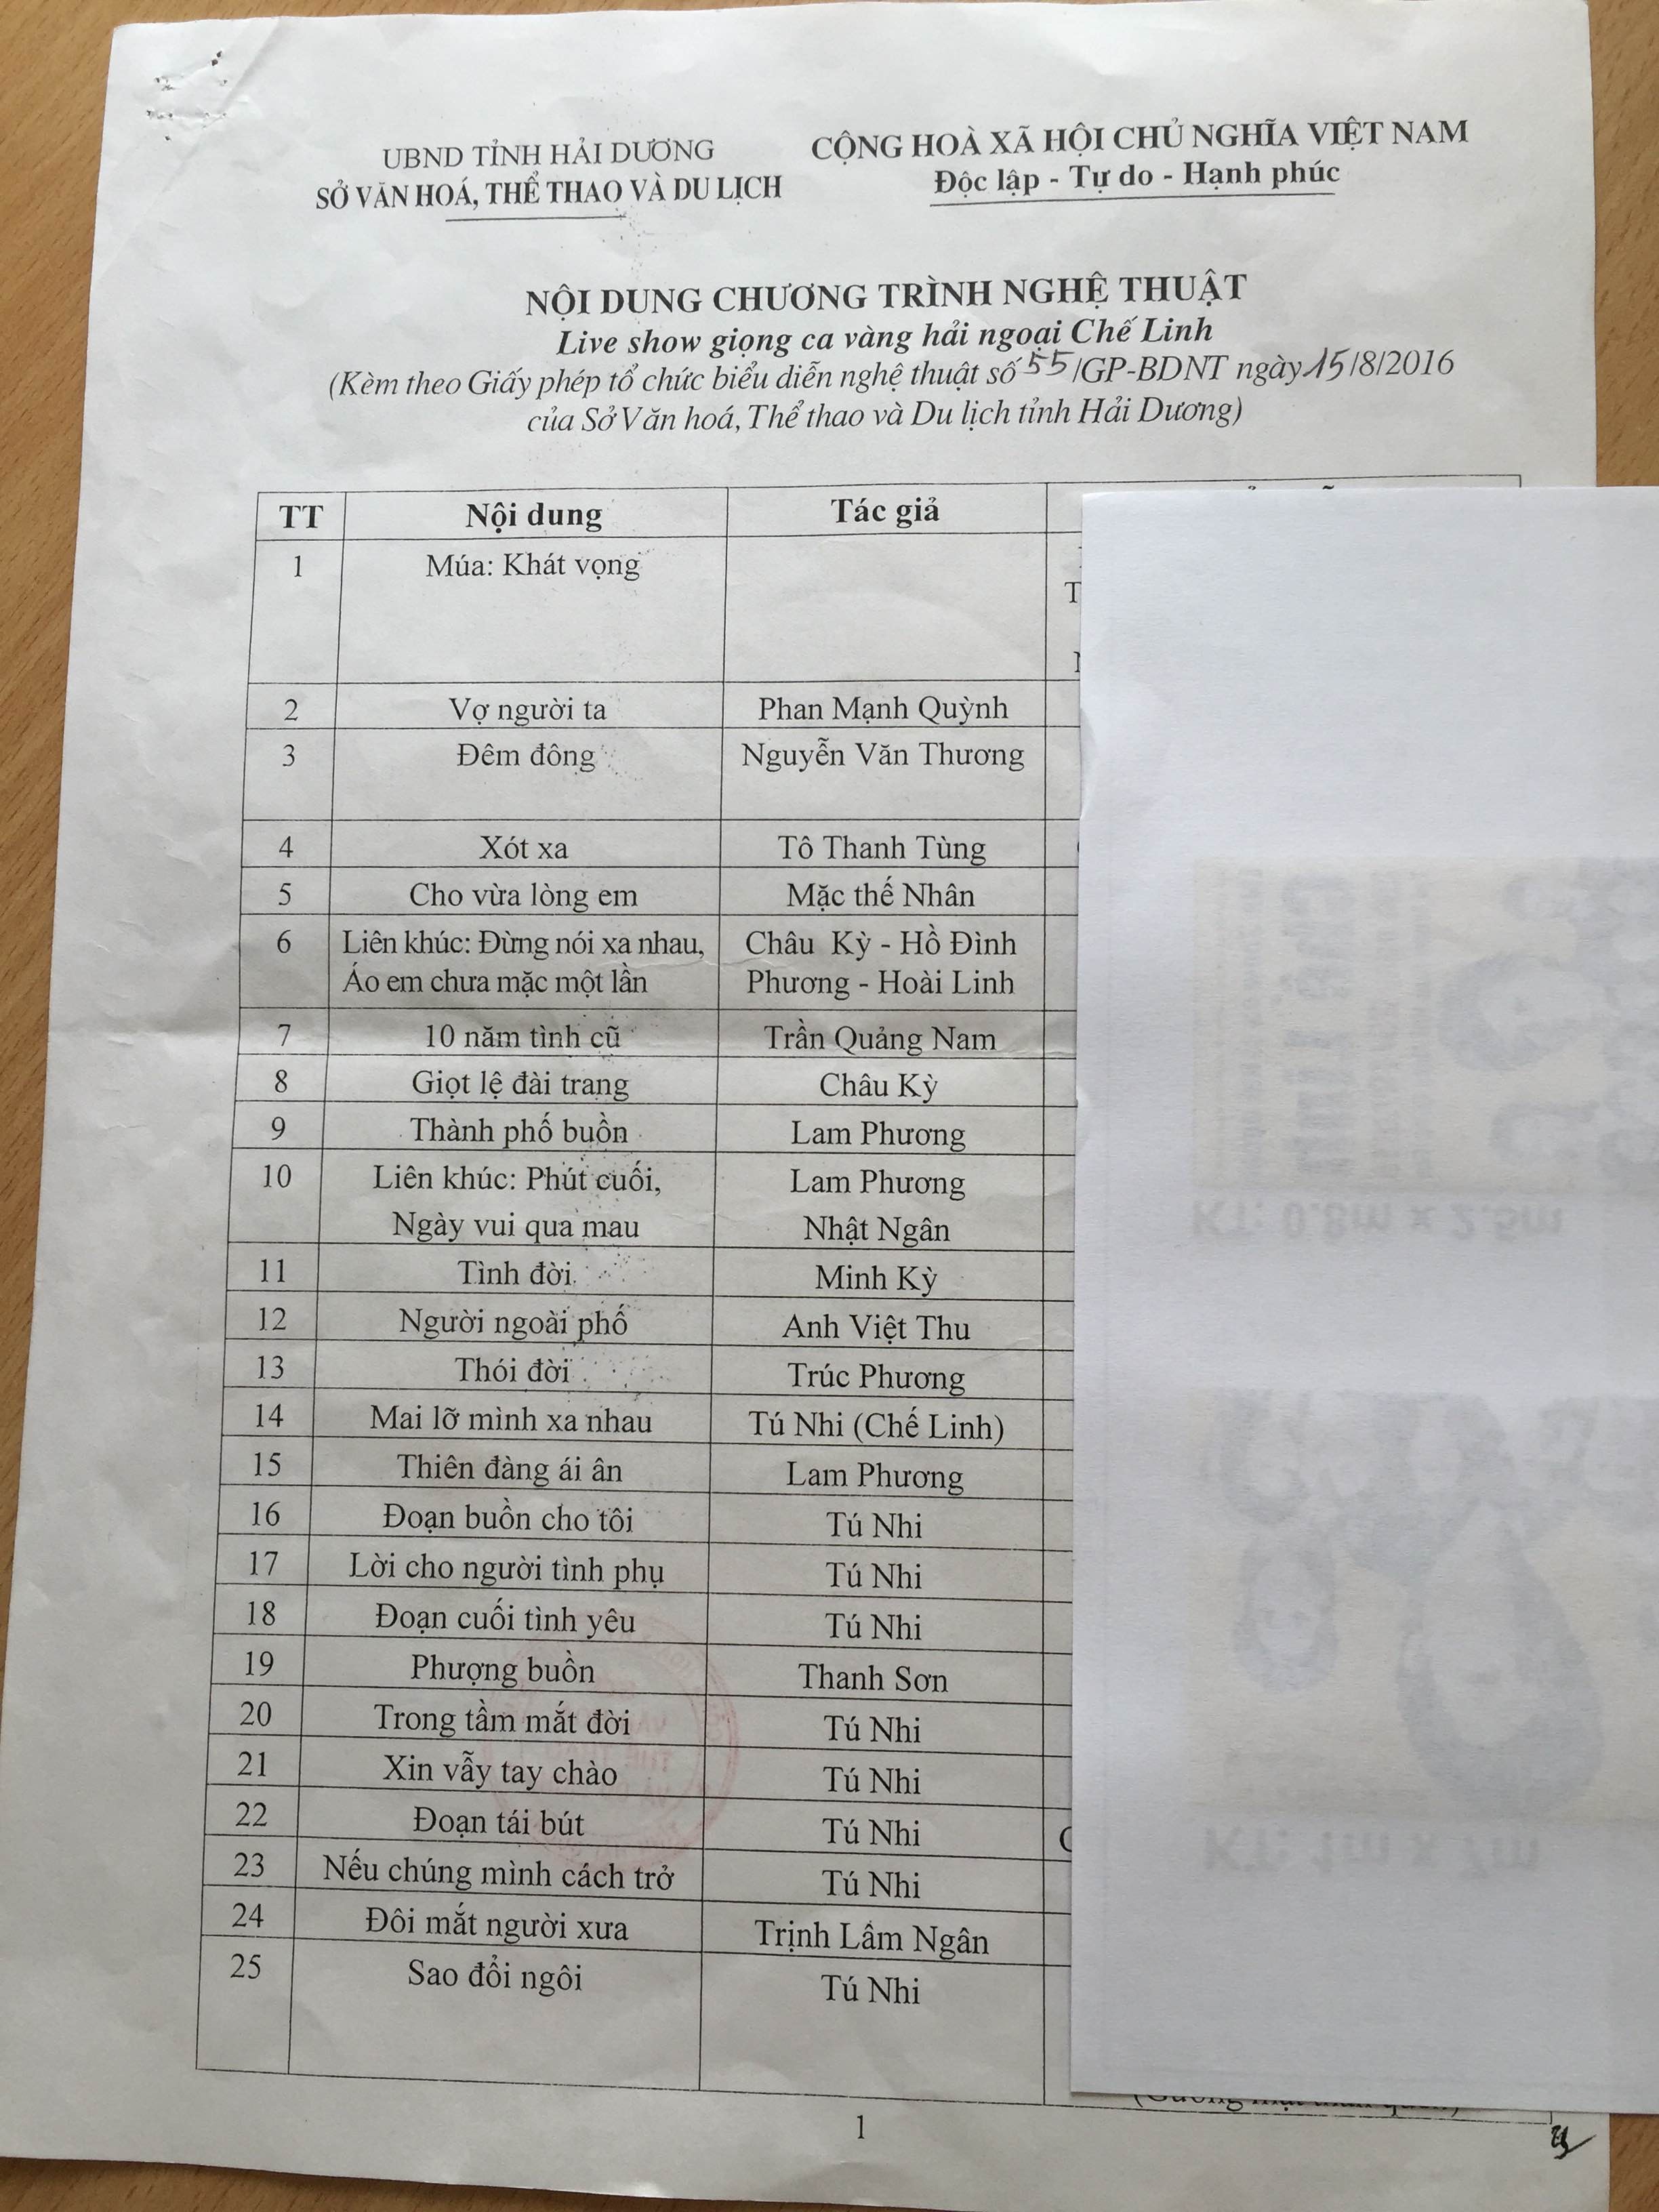 UBND TỈNH HẢI DƯƠNG
SỞ VĂN HOÁ, THỂ THAO VÀ DU LỊCH
CỘNG HOÀ XÃ HỘI CHỦ NGHĨA VIỆT NAM
Độc lập - Tự do - Hạnh phúc
NỘI DUNG CHƯƠNG TRÌNH NGHỆ THUẬT
Live show giọng ca vàng hải ngoại Chế Linh
(Kèm theo Giấy phép tổ chức biểu diễn nghệ thuật số 55/GP-BDNT ngày 15/8/2016
của Sở Văn hoá, Thể thao và Du lịch tỉnh Hải Dương)
TT Nội dung Tác giả
1 Múa: Khát vọng
2 Vợ người ta Phan Mạnh Quỳnh
3 Đêm đông Nguyễn Văn Thương
4 Xót xa Tô Thanh Tùng
5 Cho vừa lòng em Mặc thế Nhân
6 Liên khúc: Đừng nói xa nhau, Châu Kỳ - Hồ Đình
Áo em chưa mặc một lần Phương - Hoài Linh
7 10 năm tình cũ Trần Quảng Nam
8 Giọt lệ đài trang Châu Kỳ
9 Thành phố buồn Lam Phương
10 Liên khúc: Phút cuối, Lam Phương
Ngày vui qua mau Nhật Ngân
11 Tình đời Minh Kỳ
12 Người ngoài phố Anh Việt Thu
13 Thói đời Trúc Phương
14 Mai lỡ mình xa nhau Tú Nhi (Chế Linh)
15 Thiên đàng ái ân Lam Phương
16 Đoạn buồn cho tôi Tú Nhi
17 Lời cho người tình phụ Tú Nhi
18 Đoạn cuối tình yêu Tú Nhi
19 Phượng buồn Thanh Sơn
20 Trong tầm mắt đời Tú Nhi
21 Xin vẫy tay chào Tú Nhi
22 Đoạn tái bút Tú Nhi
23 Nếu chúng mình cách trở Tú Nhi
24 Đôi mắt người xưa Trịnh Lâm Ngân
25 Sao đổi ngôi Tú Nhi
1
KT: 0.8m x 2.5m
KT: 1m x 7m